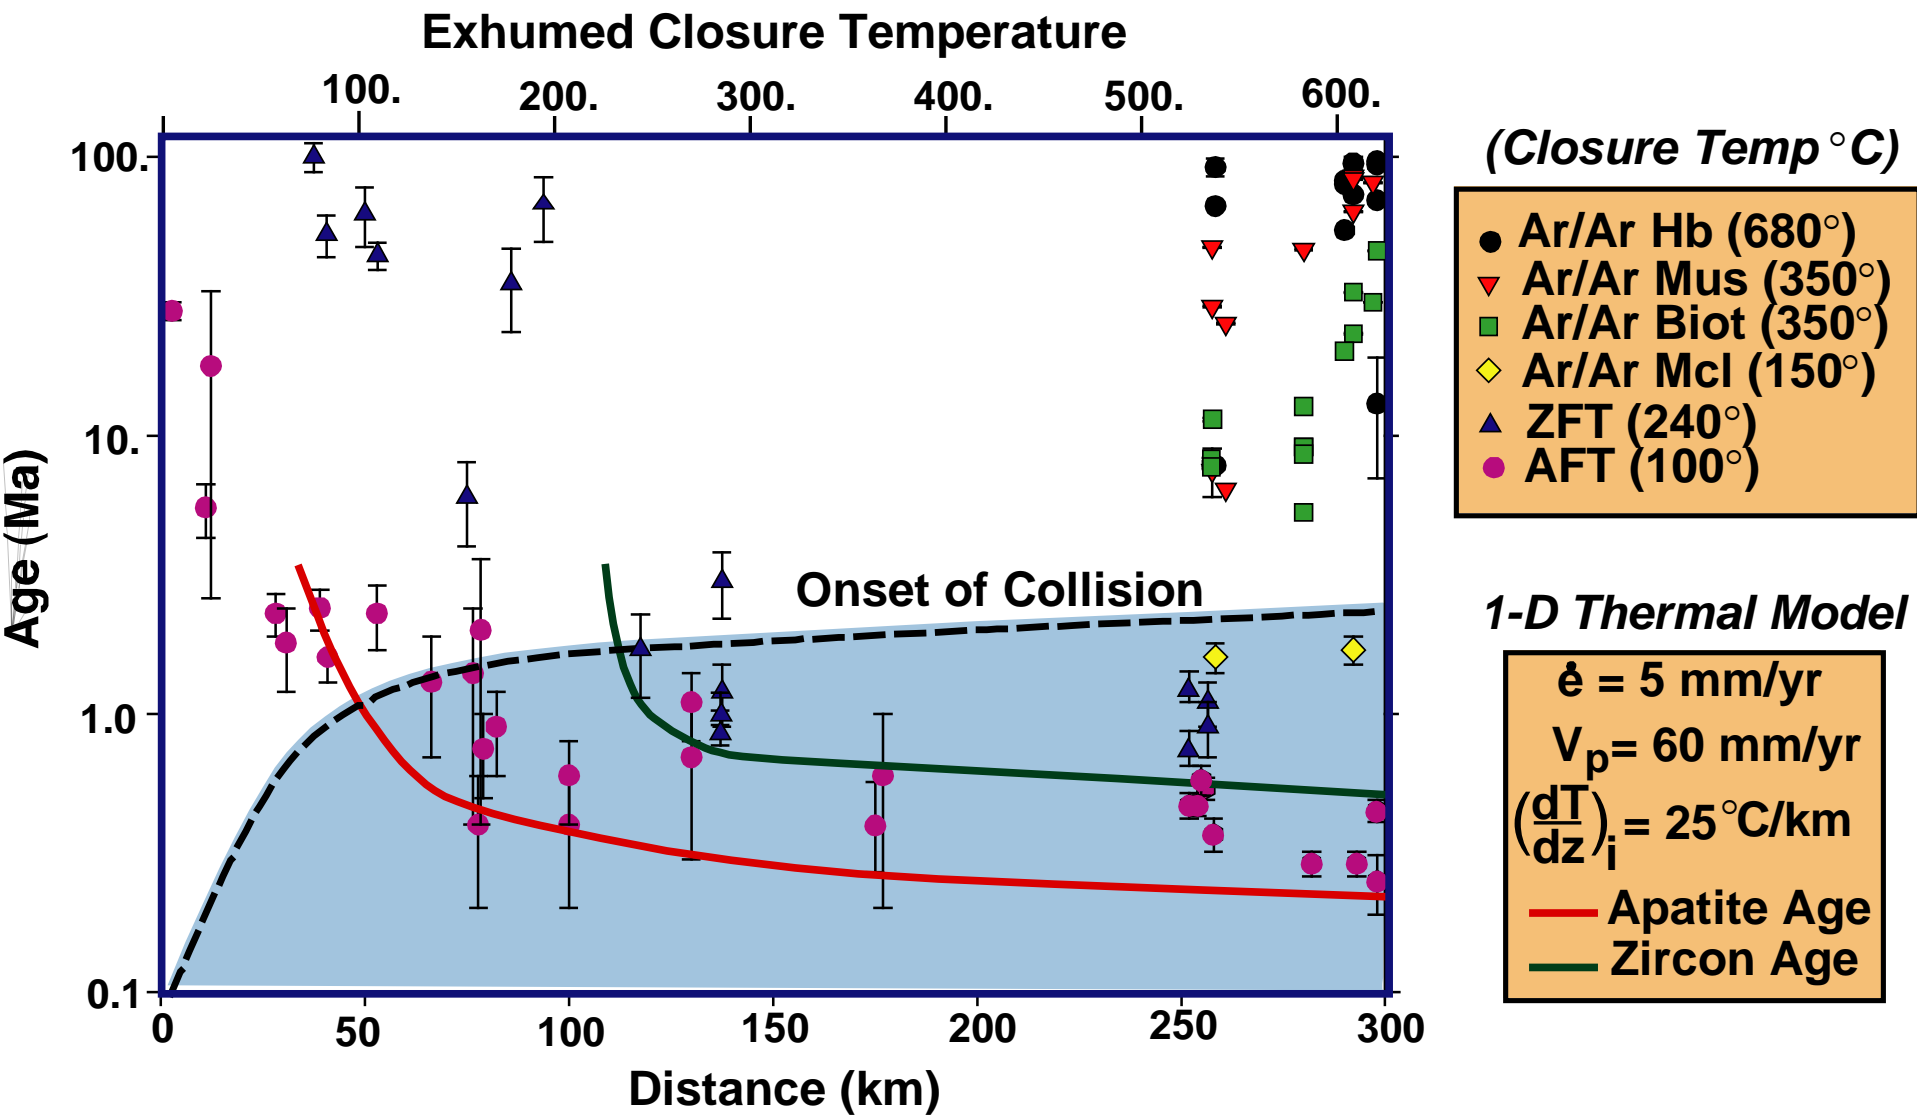 Exhumed Closure Temperature
100. 200. 300. 400. 500. 600.
100.
10.
1.0
0.1
Age (Ma)
0 50 100 150 200 250 300
Distance (km)
Onset of Collision
(Closure Temp °C)
Ar/Ar Hb (680°)
Ar/Ar Mus (350°)
Ar/Ar Biot (350°)
Ar/Ar Mcl (150°)
ZFT (240°)
AFT (100°)
1-D Thermal Model
ė = 5 mm/yr
Vp= 60 mm/yr
(dT/dz)i = 25°C/km
Apatite Age
Zircon Age